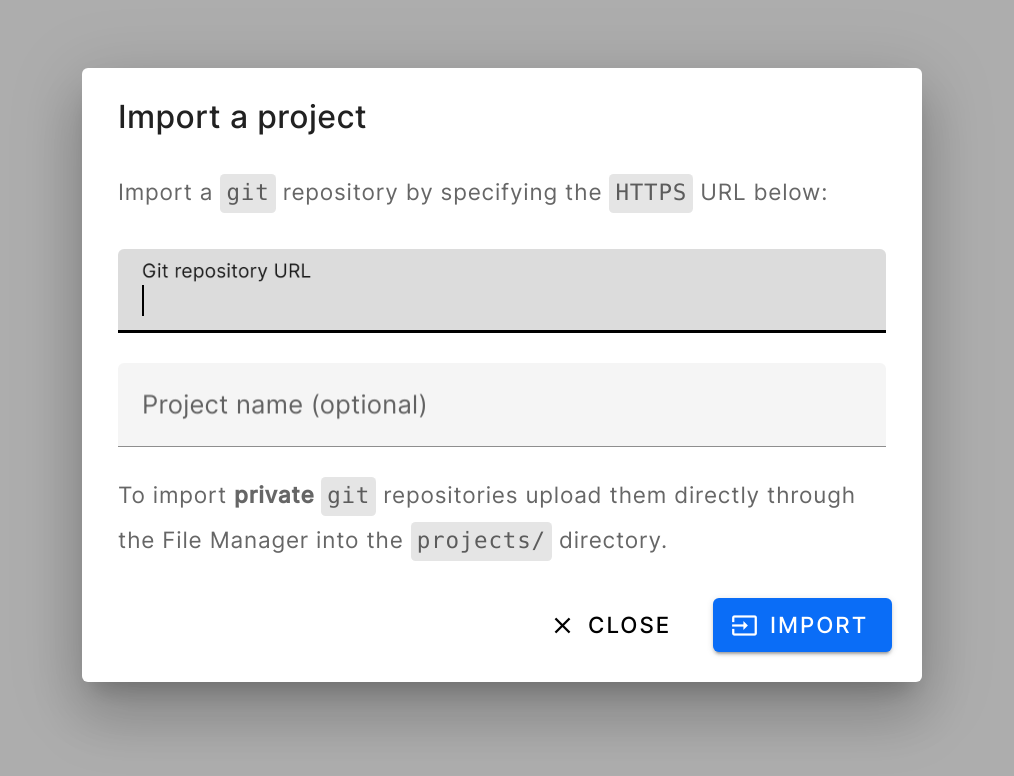 Import a project
Import a git repository by specifying the HTTPS URL below:
Git repository URL
Project name (optional)
To import private git repositories upload them directly through
the File Manager into the projects/ directory.
CLOSE
IMPORT